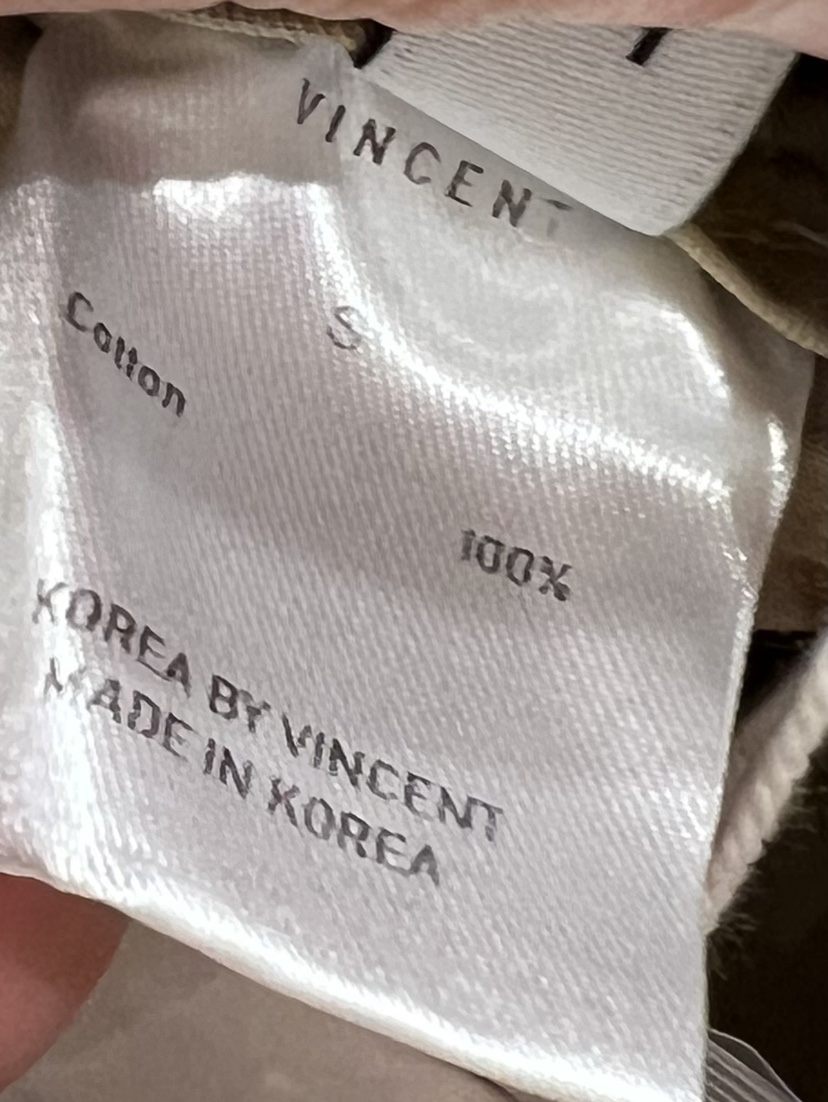 VINCENT
S
Cotton
100%
KOREA BY VINCENT
MADE IN KOREA